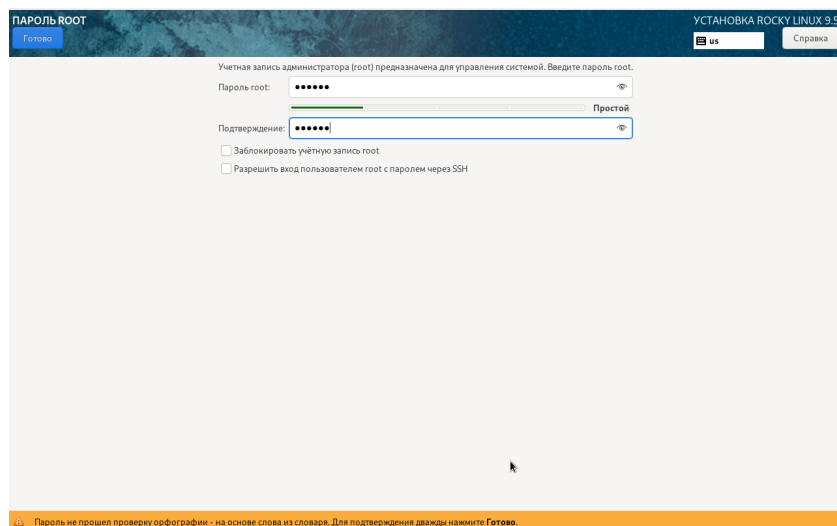 ПАРОЛЬ ROOT
УСТАНОВКА ROCKY LINUX 9.5
Готово
us
Справка
Учетная запись администратора (root) предназначена для управления системой. Введите пароль root.
Пароль root: ●●●●●●
Простой
Подтверждение: ●●●●●●
Заблокировать учётную запись root
Разрешить вход пользователем root с паролем через SSH
Пароль не прошел проверку орфографии - на основе слова из словаря. Для подтверждения дважды нажмите Готово.